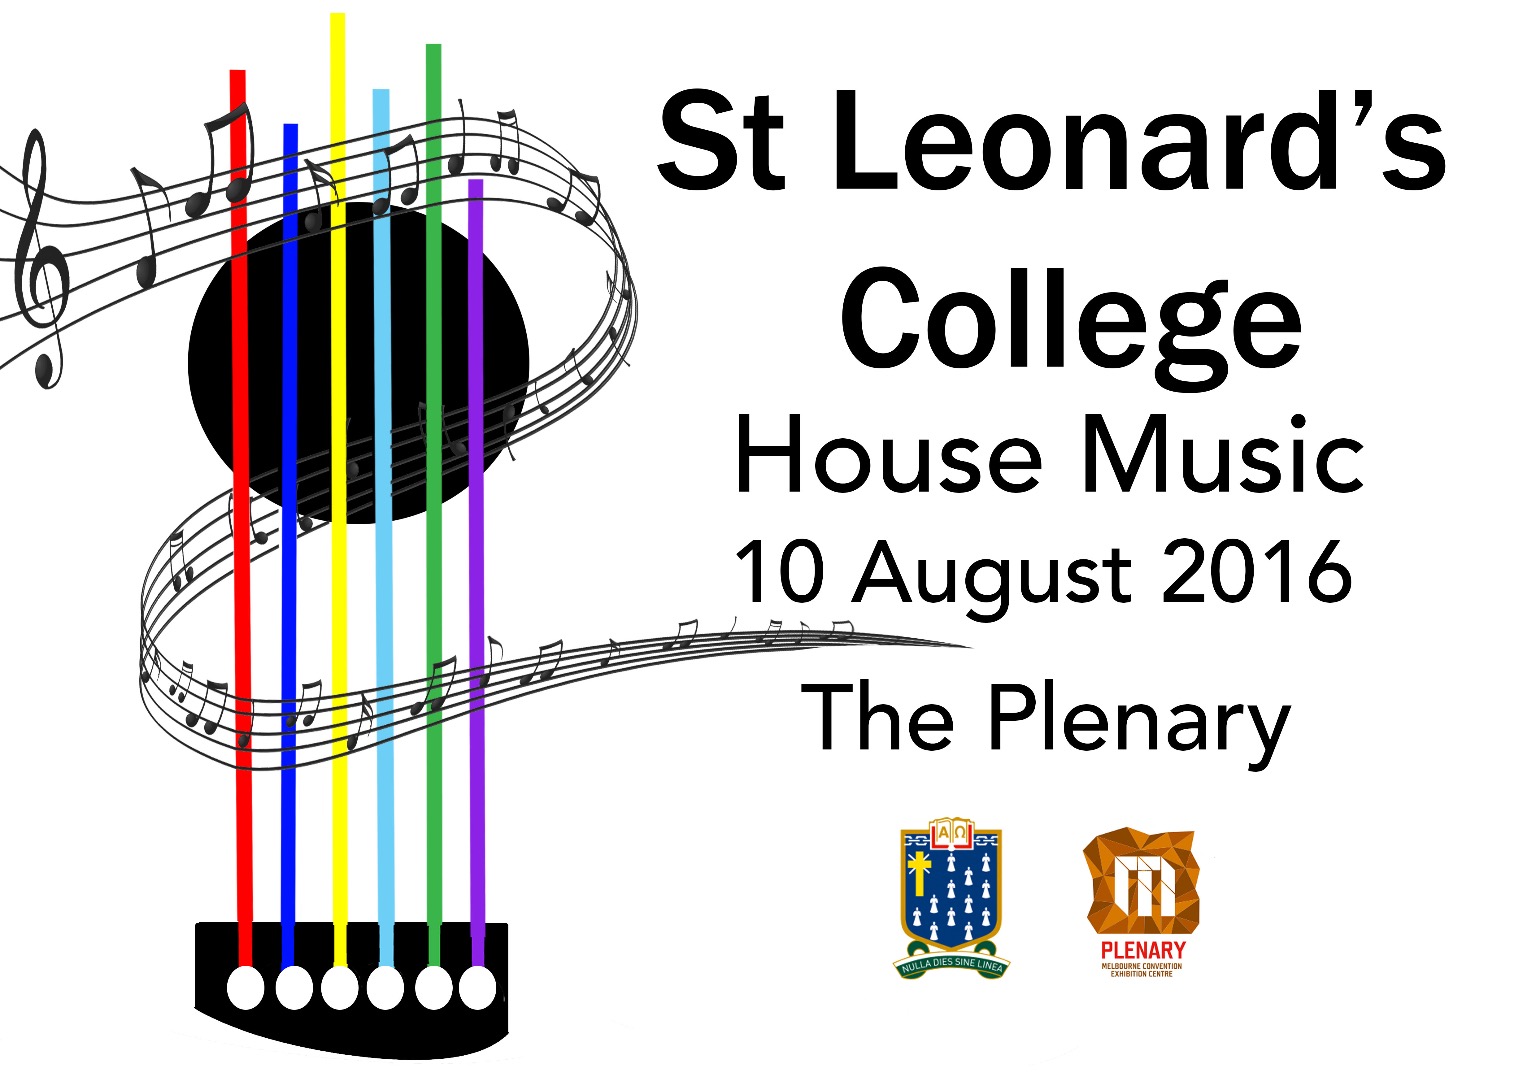 St Leonard’s
College
House Music
10 August 2016
The Plenary
A Ω
NULLA DIES SINE LINEA
M
PLENARY
MELBOURNE CONVENTION
EXHIBITION CENTRE